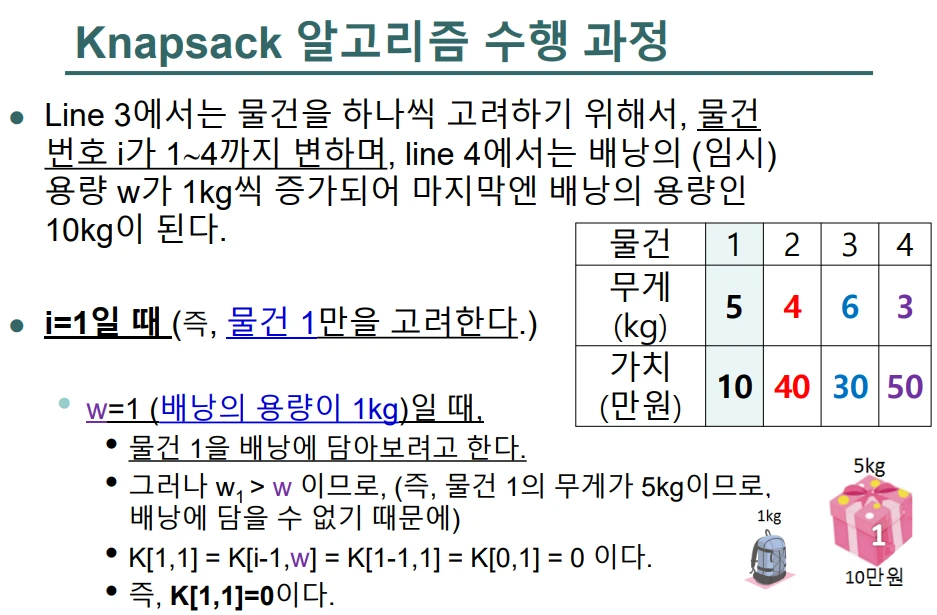 Knapsack 알고리즘 수행 과정
Line 3에서는 물건을 하나씩 고려하기 위해서, 물건
번호 i가 1~4까지 변하며, line 4에서는 배낭의 (임시)
용량 w가 1kg씩 증가되어 마지막엔 배낭의 용량인
10kg이 된다.
물건 1 2 3 4
무게 (kg) 5 4 6 3
가치 (만원) 10 40 30 50
i=1일 때 (즉, 물건 1만을 고려한다.)
w=1 (배낭의 용량이 1kg)일 때,
물건 1을 배낭에 담아보려고 한다.
그러나 w1 > w 이므로, (즉, 물건 1의 무게가 5kg이므로,
배낭에 담을 수 없기 때문에)
K[1,1] = K[i-1,w] = K[1-1,1] = K[0,1] = 0 이다.
즉, K[1,1]=0이다.
1kg
5kg
1
10만원